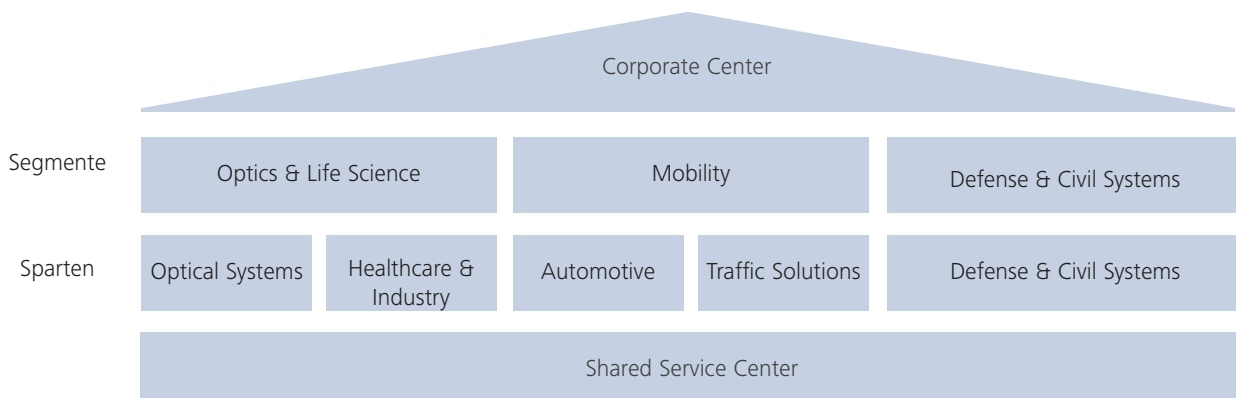 Corporate Center
Segmente
Optics & Life Science
Mobility
Defense & Civil Systems
Sparten
Optical Systems
Healthcare &
Industry
Automotive
Traffic Solutions
Defense & Civil Systems
Shared Service Center